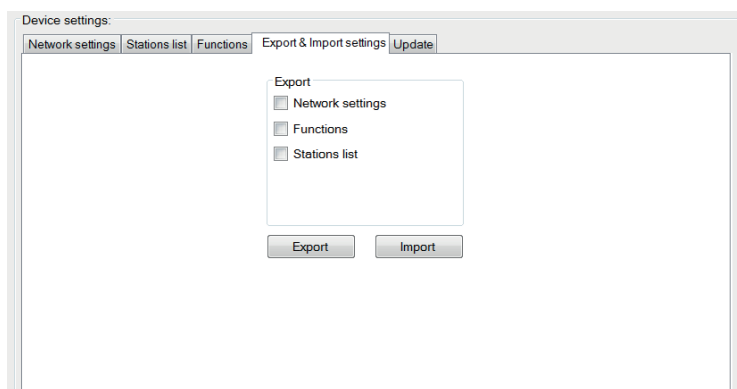 Device settings:
Network settings Stations list Functions Export & Import settings Update
Export
Network settings
Functions
Stations list
Export Import